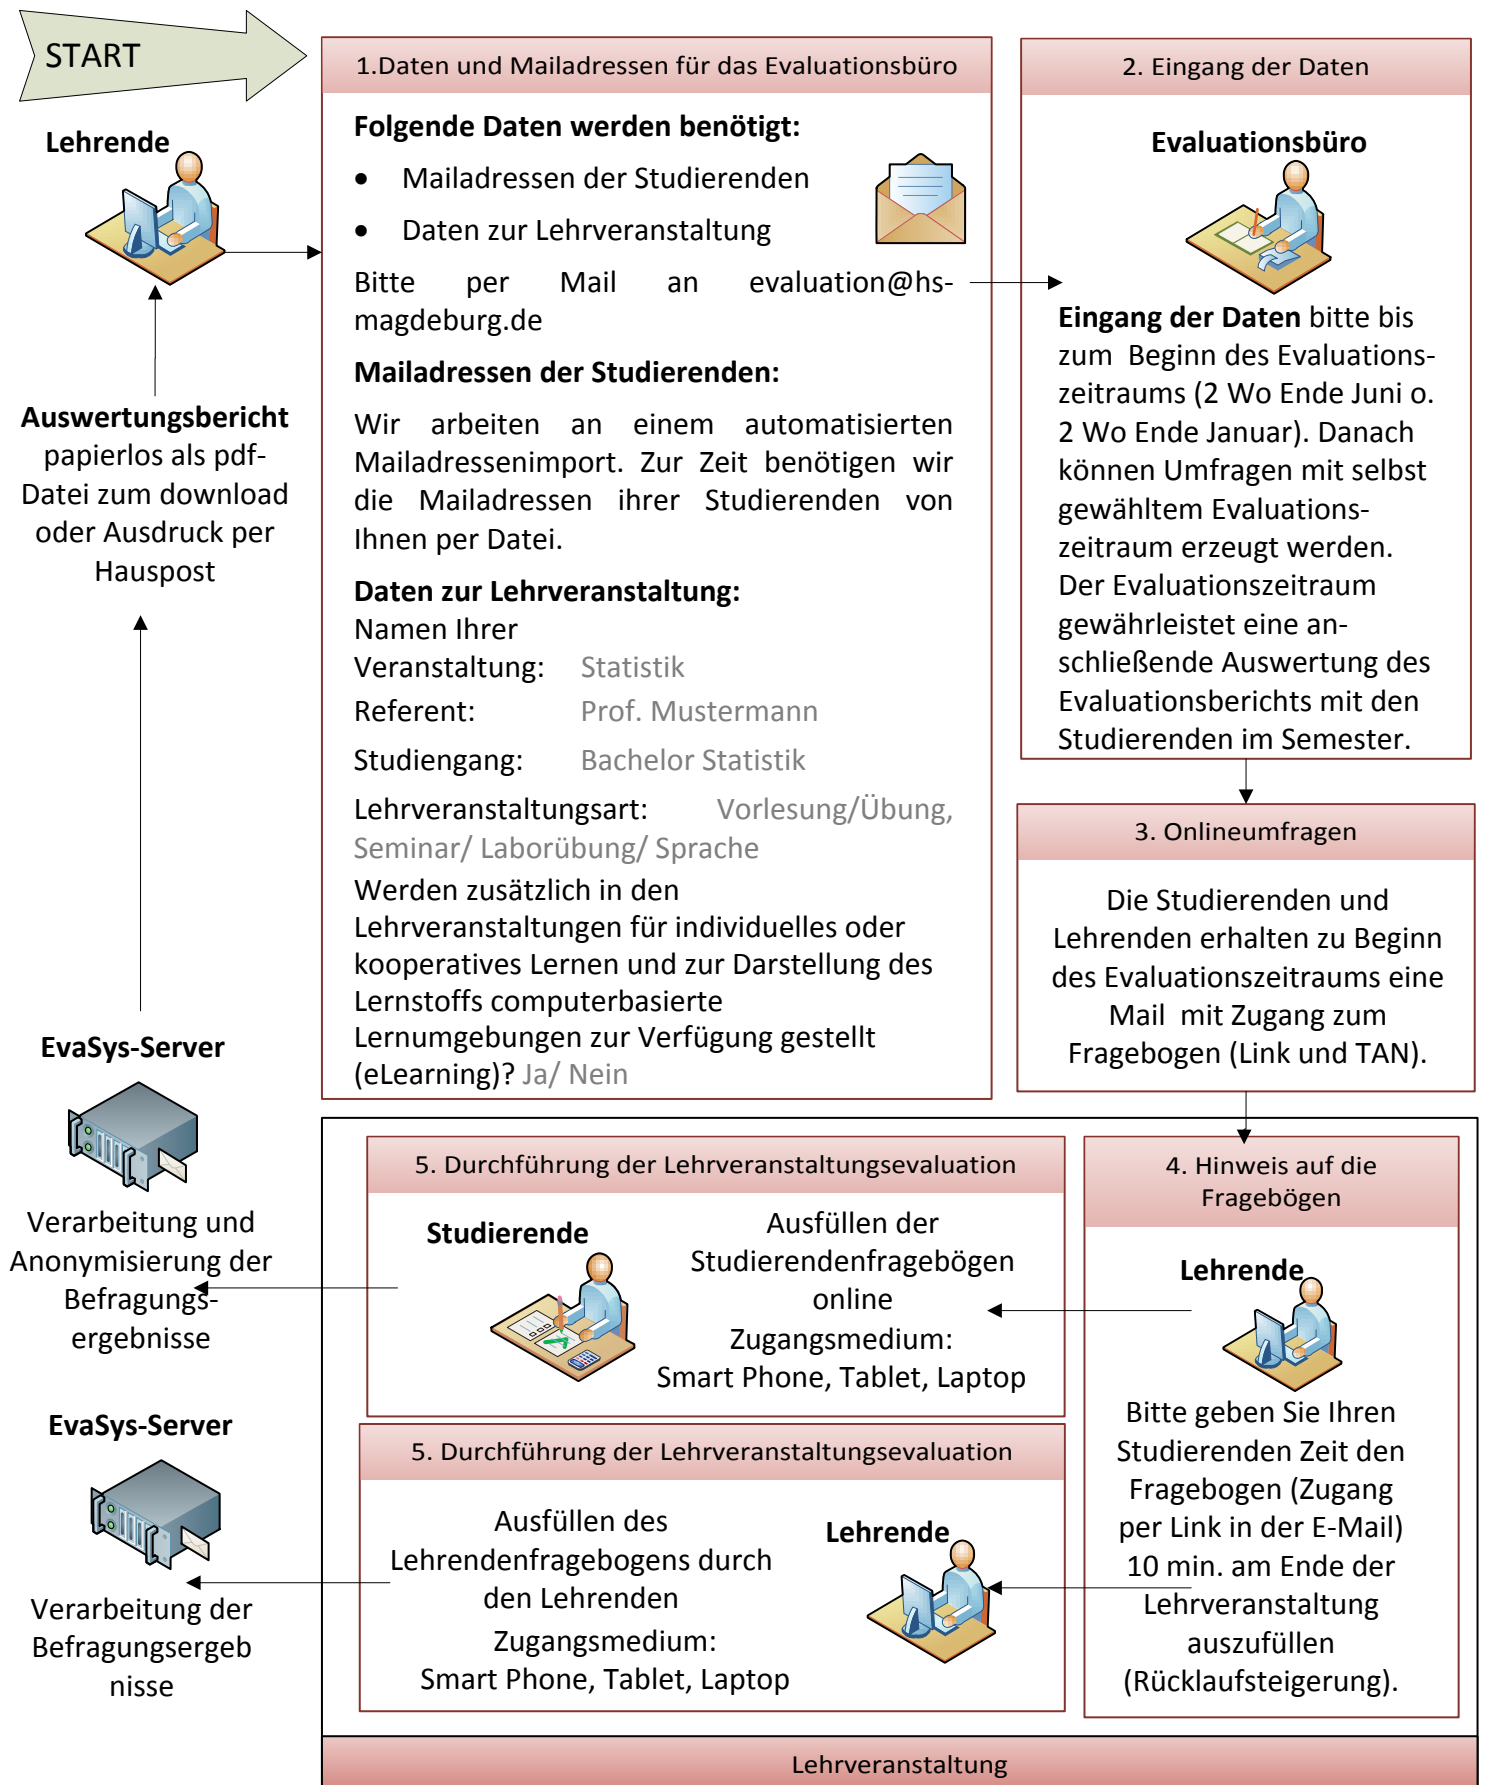 START
Lehrende
1.Daten und Mailadressen für das Evaluationsbüro
Folgende Daten werden benötigt:
• Mailadressen der Studierenden
• Daten zur Lehrveranstaltung
Bitte per Mail an evaluation@hs-
magdeburg.de
Mailadressen der Studierenden:
Wir arbeiten an einem automatisierten
Mailadressenimport. Zur Zeit benötigen wir
die Mailadressen ihrer Studierenden von
Ihnen per Datei.
Daten zur Lehrveranstaltung:
Namen Ihrer
Veranstaltung: Statistik
Referent: Prof. Mustermann
Studiengang: Bachelor Statistik
Lehrveranstaltungsart: Vorlesung/Übung,
Seminar/ Laborübung/ Sprache
Werden zusätzlich in den
Lehrveranstaltungen für individuelles oder
kooperatives Lernen und zur Darstellung des
Lernstoffs computerbasierte
Lernumgebungen zur Verfügung gestellt
(eLearning)? Ja/ Nein
2. Eingang der Daten
Evaluationsbüro
Eingang der Daten bitte bis
zum  Beginn des Evaluations-
zeitraums (2 Wo Ende Juni o.
2 Wo Ende Januar). Danach
können Umfragen mit selbst
gewähltem Evaluations-
zeitraum erzeugt werden.
Der Evaluationszeitraum
gewährleistet eine an-
schließende Auswertung des
Evaluationsberichts mit den
Studierenden im Semester.
3. Onlineumfragen
Die Studierenden und
Lehrenden erhalten zu Beginn
des Evaluationszeitraums eine
Mail  mit Zugang zum
Fragebogen (Link und TAN).
4. Hinweis auf die
Fragebögen
Lehrende
Bitte geben Sie Ihren
Studierenden Zeit den
Fragebogen (Zugang
per Link in der E-Mail)
10 min. am Ende der
Lehrveranstaltung
auszufüllen
(Rücklaufsteigerung).
5. Durchführung der Lehrveranstaltungsevaluation
Studierende
Ausfüllen der
Studierendenfragebögen
online
Zugangsmedium:
Smart Phone, Tablet, Laptop
5. Durchführung der Lehrveranstaltungsevaluation
Ausfüllen des
Lehrendenfragebogens durch
den Lehrenden
Zugangsmedium:
Smart Phone, Tablet, Laptop
Lehrende
Lehrveranstaltung
EvaSys-Server
Verarbeitung und
Anonymisierung der
Befragungs-
ergebnisse
EvaSys-Server
Verarbeitung der
Befragungsergeb
nisse
Auswertungsbericht
papierlos als pdf-
Datei zum download
oder Ausdruck per
Hauspost